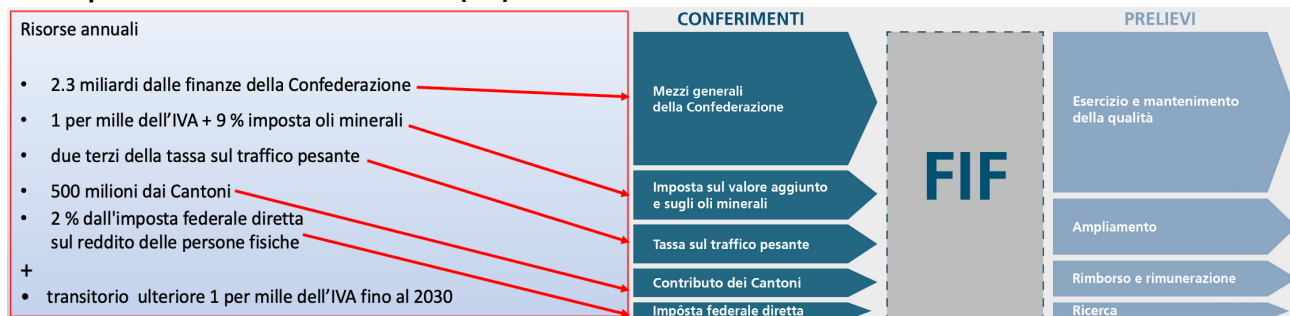 Risorse annuali
• 2.3 miliardi dalle finanze della Confederazione
• 1 per mille dell'IVA + 9 % imposta oli minerali
• due terzi della tassa sul traffico pesante
• 500 milioni dai Cantoni
• 2 % dall'imposta federale diretta
sul reddito delle persone fisiche
+
• transitorio ulteriore 1 per mille dell'IVA fino al 2030
CONFERIMENTI
Mezzi generali
della Confederazione
Imposta sul valore aggiunto
e sugli oli minerali
Tassa sul traffico pesante
Contributo dei Cantoni
Impôsta federale diretta
FIF
PRELIEVI
Esercizio e mantenimento
della qualità
Ampliamento
Rimborso e rimunerazione
Ricerca